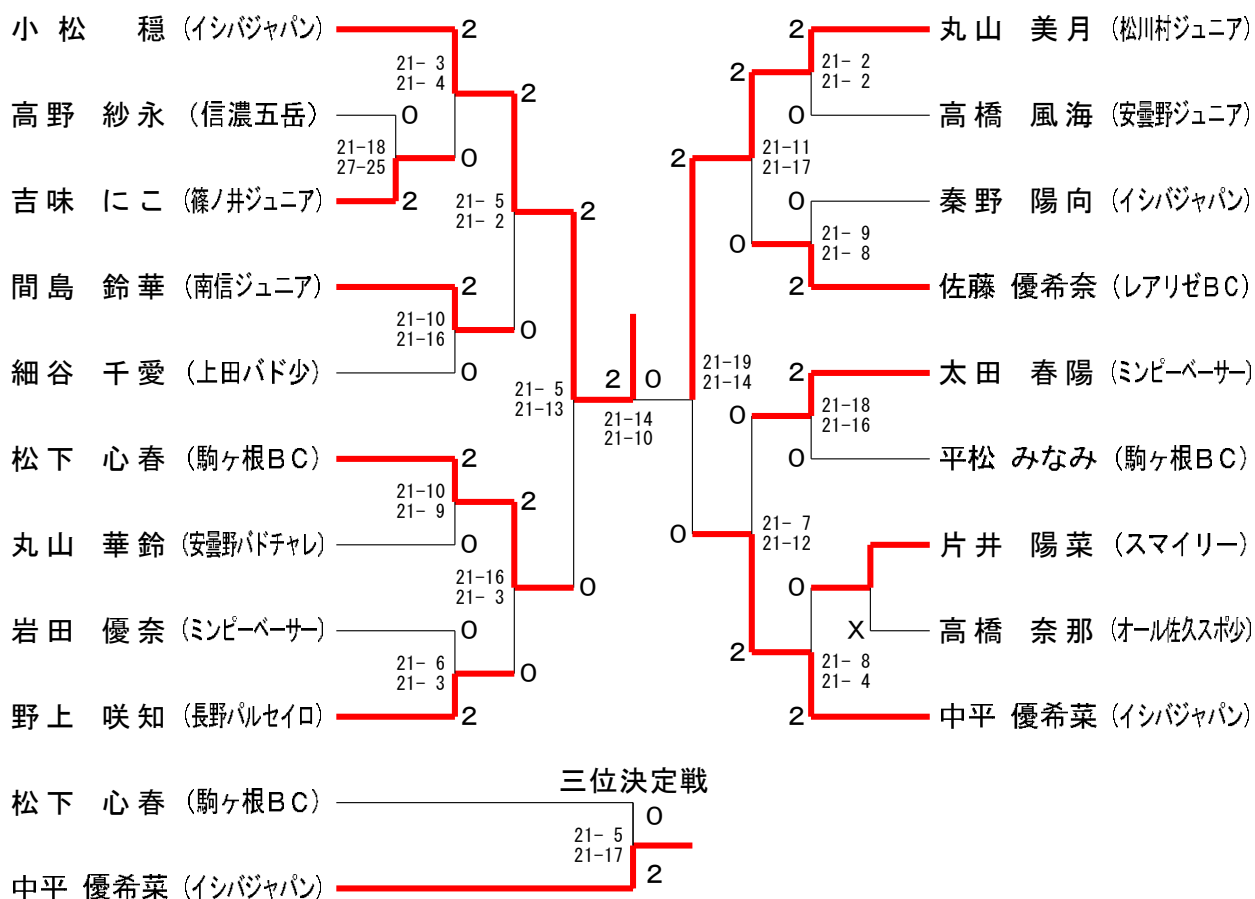 小松 穏 (イシバジャパン)
2
21- 3
21- 4
2
高野 紗永 (信濃五岳)
0
21-18
27-25
0
吉味 にこ (篠ノ井ジュニア)
2
21- 5
21- 2
2
間島 鈴華 (南信ジュニア)
2
21-10
21-16
0
細谷 千愛 (上田バド少)
0
21- 5
21-13
松下 心春 (駒ヶ根BC)
2
21-10
21- 9
2
丸山 華鈴 (安曇野バドチャレ)
0
21-16
21- 3
0
岩田 優奈 (ミンピーベーサー)
0
21- 6
21- 3
0
野上 咲知 (長野パルセイロ)
2
2 0
21-14
21-10
2 丸山 美月 (松川村ジュニア)
21- 2
21- 2
2
0 高橋 風海 (安曇野ジュニア)
21-11
21-17
2
0 秦野 陽向 (イシバジャパン)
21- 9
21- 8
0
2 佐藤 優希奈 (レアリゼBC)
21-19
21-14
2 太田 春陽 (ミンピーベーサー)
21-18
21-16
0
0 平松 みなみ (駒ヶ根BC)
21- 7
21-12
0
片井 陽菜 (スマイリー)
0
X 高橋 奈那 (オール佐久スポ少)
21- 8
21- 4
2
2 中平 優希菜 (イシバジャパン)
三位決定戦
松下 心春 (駒ヶ根BC)
0
21- 5
21-17
中平 優希菜 (イシバジャパン)
2